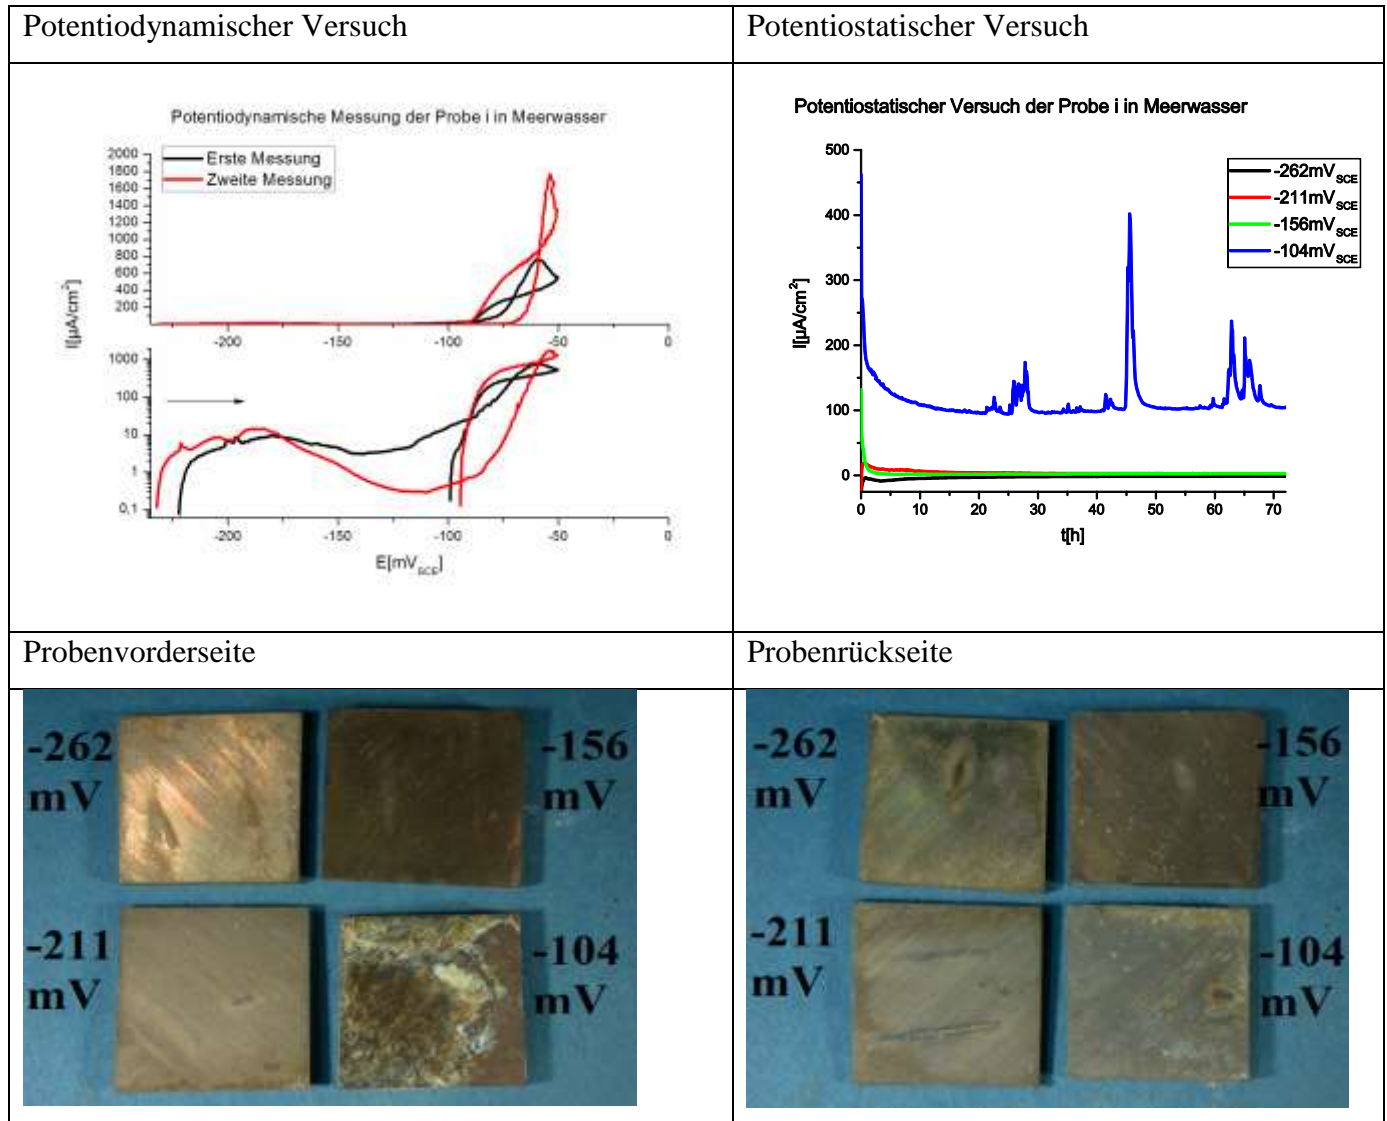 Potentiodynamischer Versuch
Potentiostatischer Versuch
Potentiodynamische Messung der Probe i in Meerwasser
Erste Messung
Zweite Messung
2000
1800
1600
1400
1200
1000
800
600
400
200
-200
-150
-100
-50
0
I[µA/cm²]
1000
100
10
1
0,1
-200
-150
-100
-50
0
E[mV_SCE]
Potentiostatischer Versuch der Probe i in Meerwasser
500
400
300
200
100
0
I[µA/cm²]
-262mV_SCE
-211mV_SCE
-156mV_SCE
-104mV_SCE
0
10
20
30
40
50
60
70
t[h]
Probenvorderseite
Probenrückseite
-262
mV
-156
mV
-211
mV
-104
mV
-262
mV
-156
mV
-211
mV
-104
mV